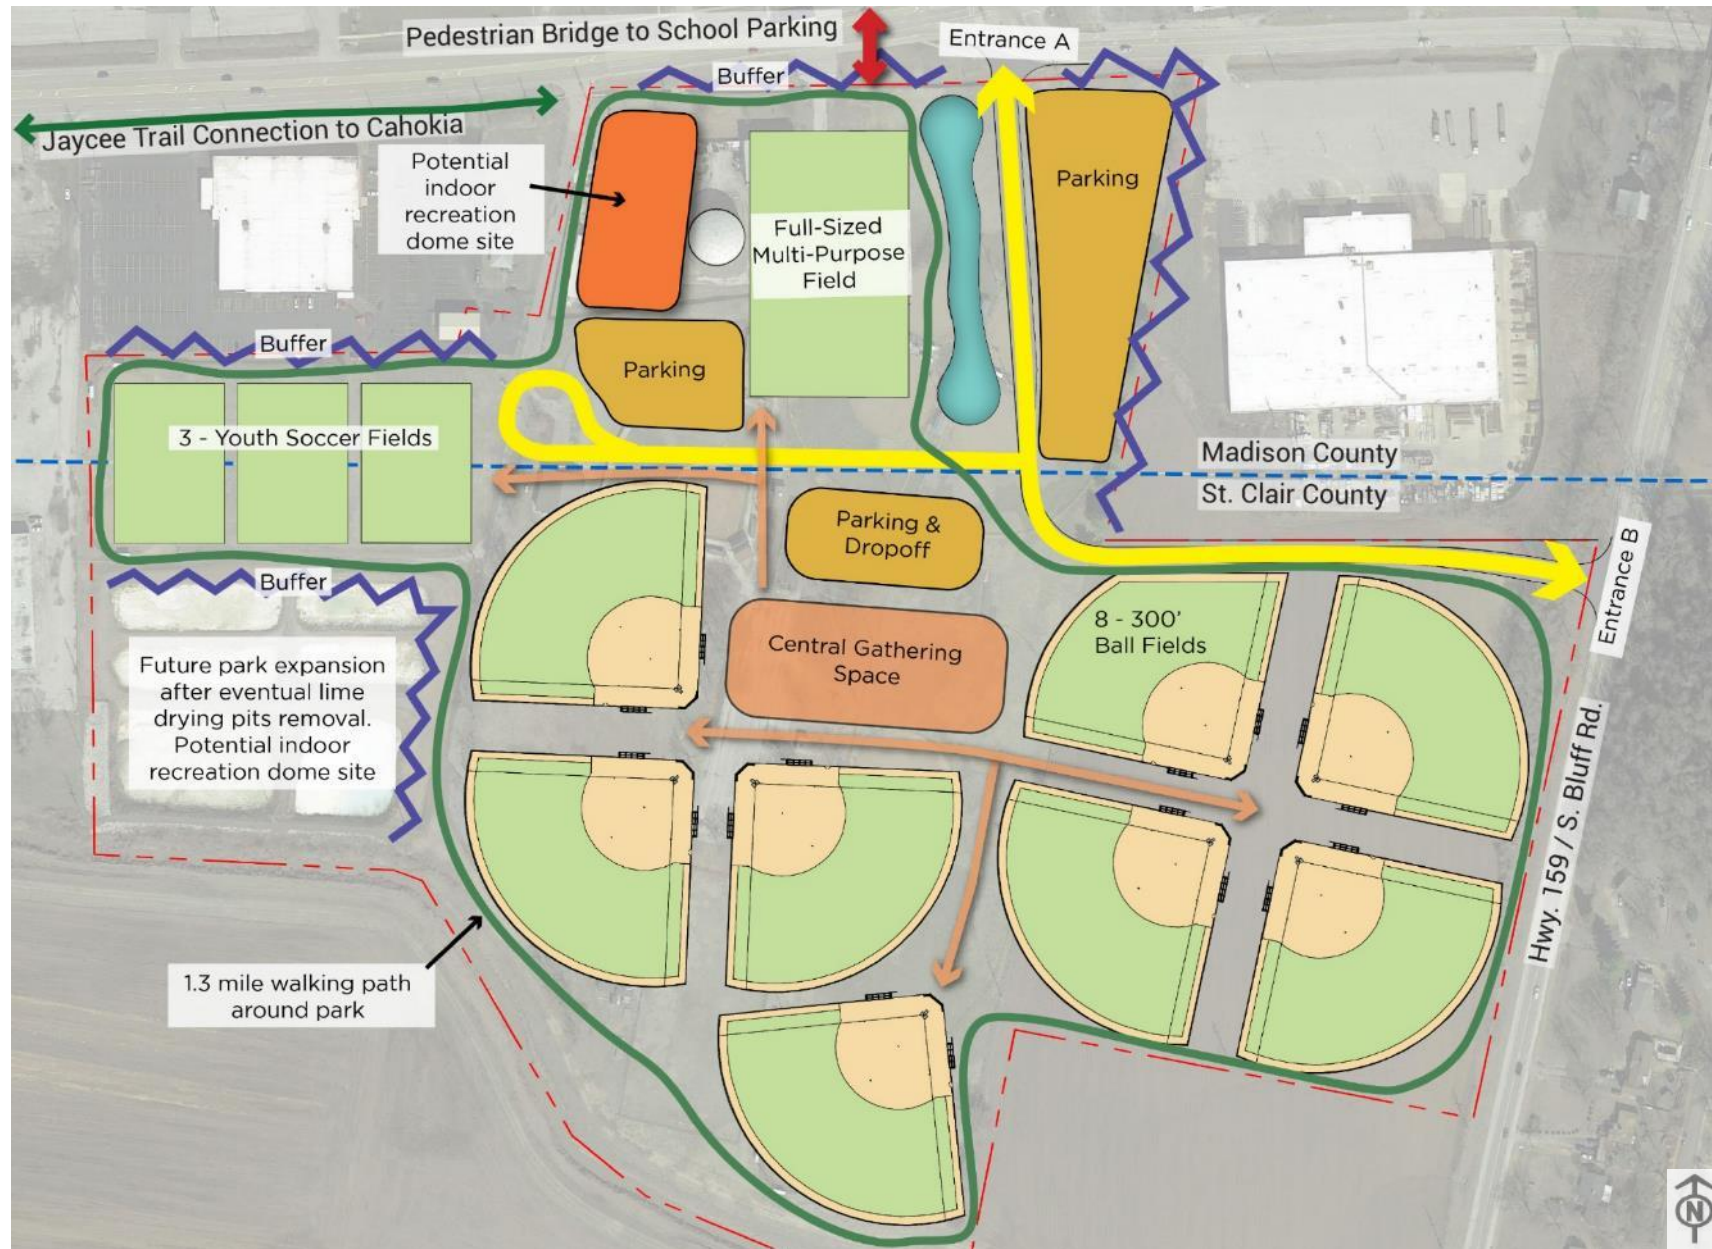 Pedestrian Bridge to School Parking
Entrance A
Buffer
Jaycee Trail Connection to Cahokia
Potential
indoor
recreation
dome site
Parking
Full-Sized
Multi-Purpose
Field
Buffer
Parking
3 - Youth Soccer Fields
Madison County
St. Clair County
Parking &
Dropoff
Entrance B
Buffer
8 - 300'
Ball Fields
Central Gathering
Space
Future park expansion
after eventual lime
drying pits removal.
Potential indoor
recreation dome site
Hwy. 159 / S. Bluff Rd.
1.3 mile walking path
around park
N